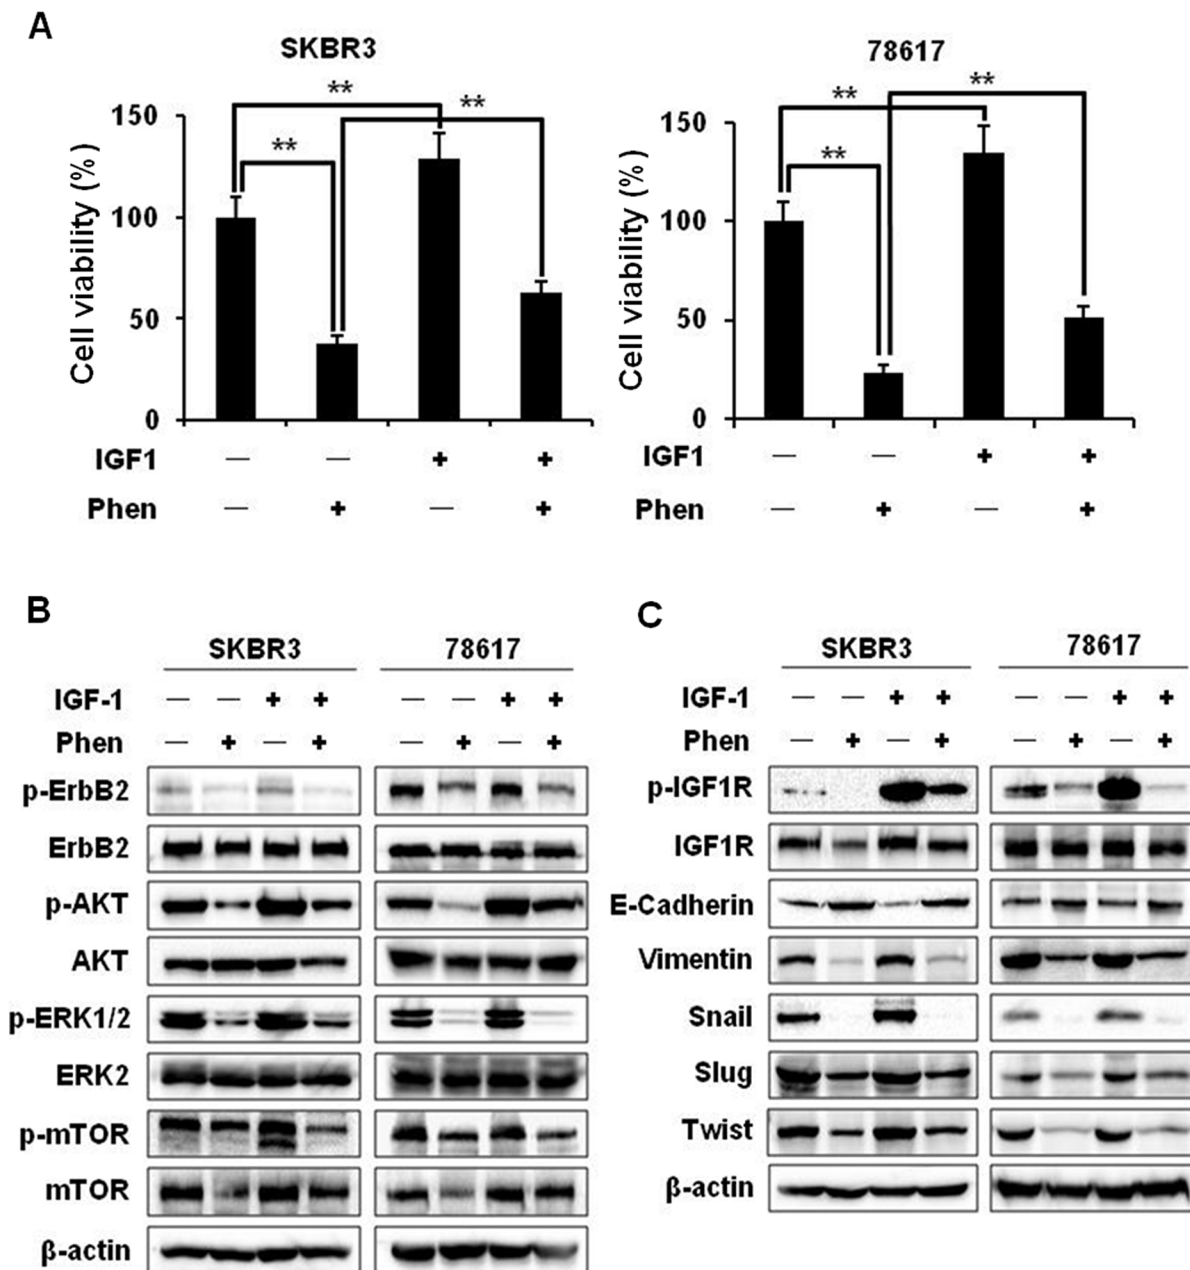 A
SKBR3
150
100
50
0
Cell viability (%)
**
**
**
IGF1 — — + +
Phen — + — +
78617
150
100
50
0
Cell viability (%)
**
**
**
IGF1 — — + +
Phen — + — +
B
SKBR3 78617
IGF-1 — — + + — — + +
Phen — + — + — + — +
p-ErbB2
ErbB2
p-AKT
AKT
p-ERK1/2
ERK2
p-mTOR
mTOR
β-actin
C
SKBR3 78617
IGF-1 — — + + — — + +
Phen — + — + — + — +
p-IGF1R
IGF1R
E-Cadherin
Vimentin
Snail
Slug
Twist
β-actin